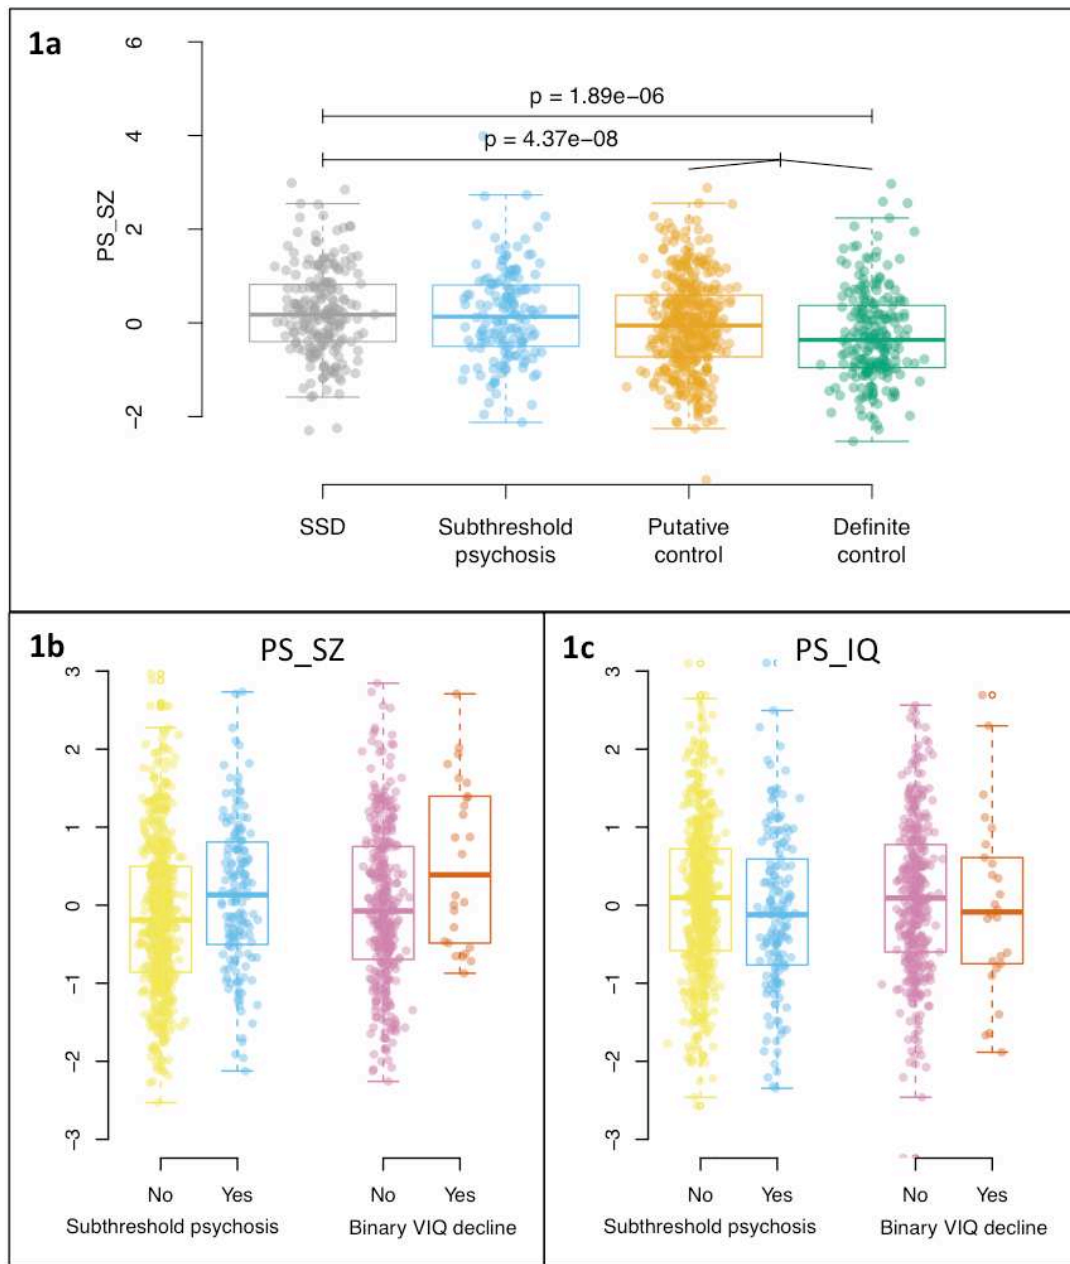 1a
6
4
2
0
−2
PS_SZ
p = 1.89e−06
p = 4.37e−08
SSD
Subthreshold
psychosis
Putative
control
Definite
control
1b
PS_SZ
3
2
1
0
−1
−2
−3
No
Yes
No
Yes
Subthreshold psychosis
Binary VIQ decline
1c
PS_IQ
3
2
1
0
−1
−2
−3
No
Yes
No
Yes
Subthreshold psychosis
Binary VIQ decline